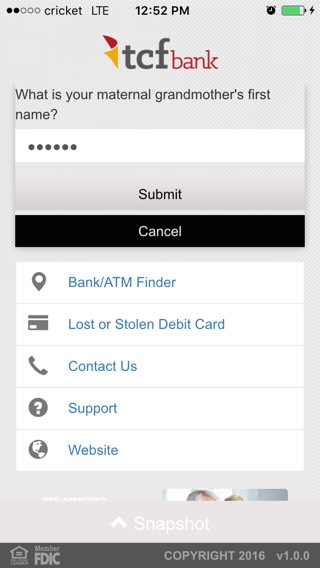 cricket LTE 12:52 PM
tcf bank
What is your maternal grandmother's first
name?
••••••
Submit
Cancel
Bank/ATM Finder
Lost or Stolen Debit Card
Contact Us
Support
Website
Snapshot
Member
FDIC
COPYRIGHT 2016 v1.0.0